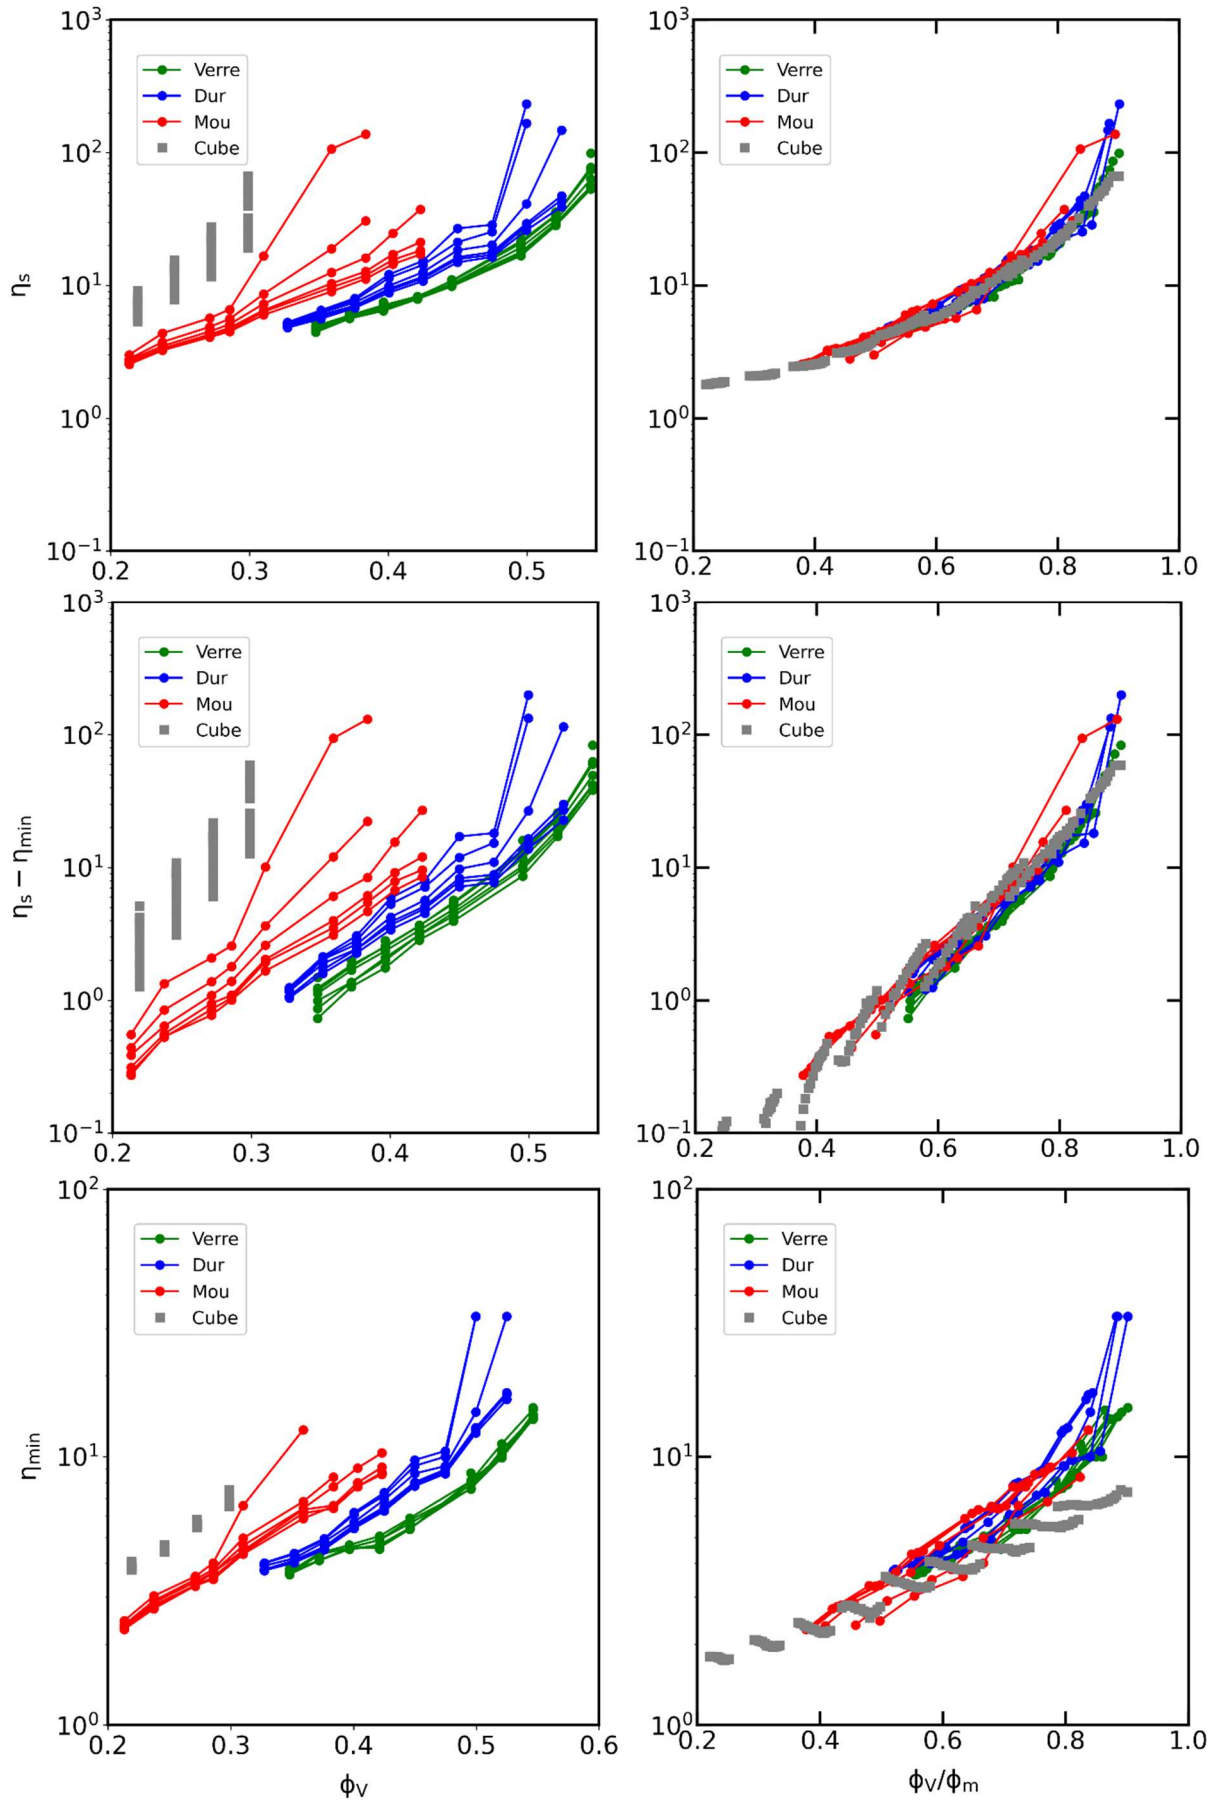 10³
10²
10¹
10⁰
10⁻¹
ηₛ
Verre
Dur
Mou
Cube
0.2 0.3 0.4 0.5
10³
10²
10¹
10⁰
10⁻¹
Verre
Dur
Mou
Cube
0.2 0.4 0.6 0.8 1.0
10³
10²
10¹
10⁰
10⁻¹
ηₛ − ηmin
Verre
Dur
Mou
Cube
0.2 0.3 0.4 0.5
10³
10²
10¹
10⁰
10⁻¹
Verre
Dur
Mou
Cube
0.2 0.4 0.6 0.8 1.0
10²
10¹
10⁰
ηmin
Verre
Dur
Mou
Cube
0.2 0.3 0.4 0.5 0.6
ϕV
10²
10¹
10⁰
Verre
Dur
Mou
Cube
0.2 0.4 0.6 0.8 1.0
ϕV/ϕm